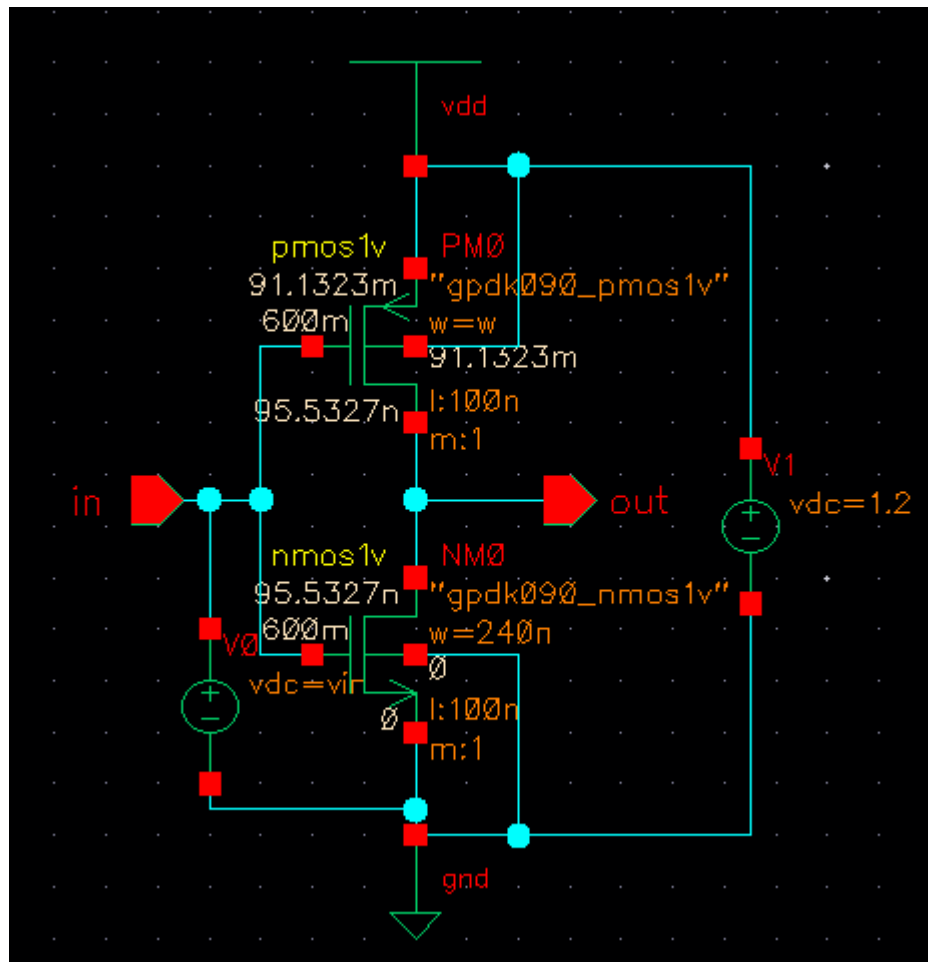 vdd
pmos1v PM0
91.1323m "gpdk090_pmos1v"
600m w=w
91.1323m
95.5327n l:100n
m:1
V1
in out vdc=1.2
nmos1v NM0
95.5327n "gpdk090_nmos1v"
V0 600m w=240n
0
vdc=vin
0 l:100n
m:1
gnd